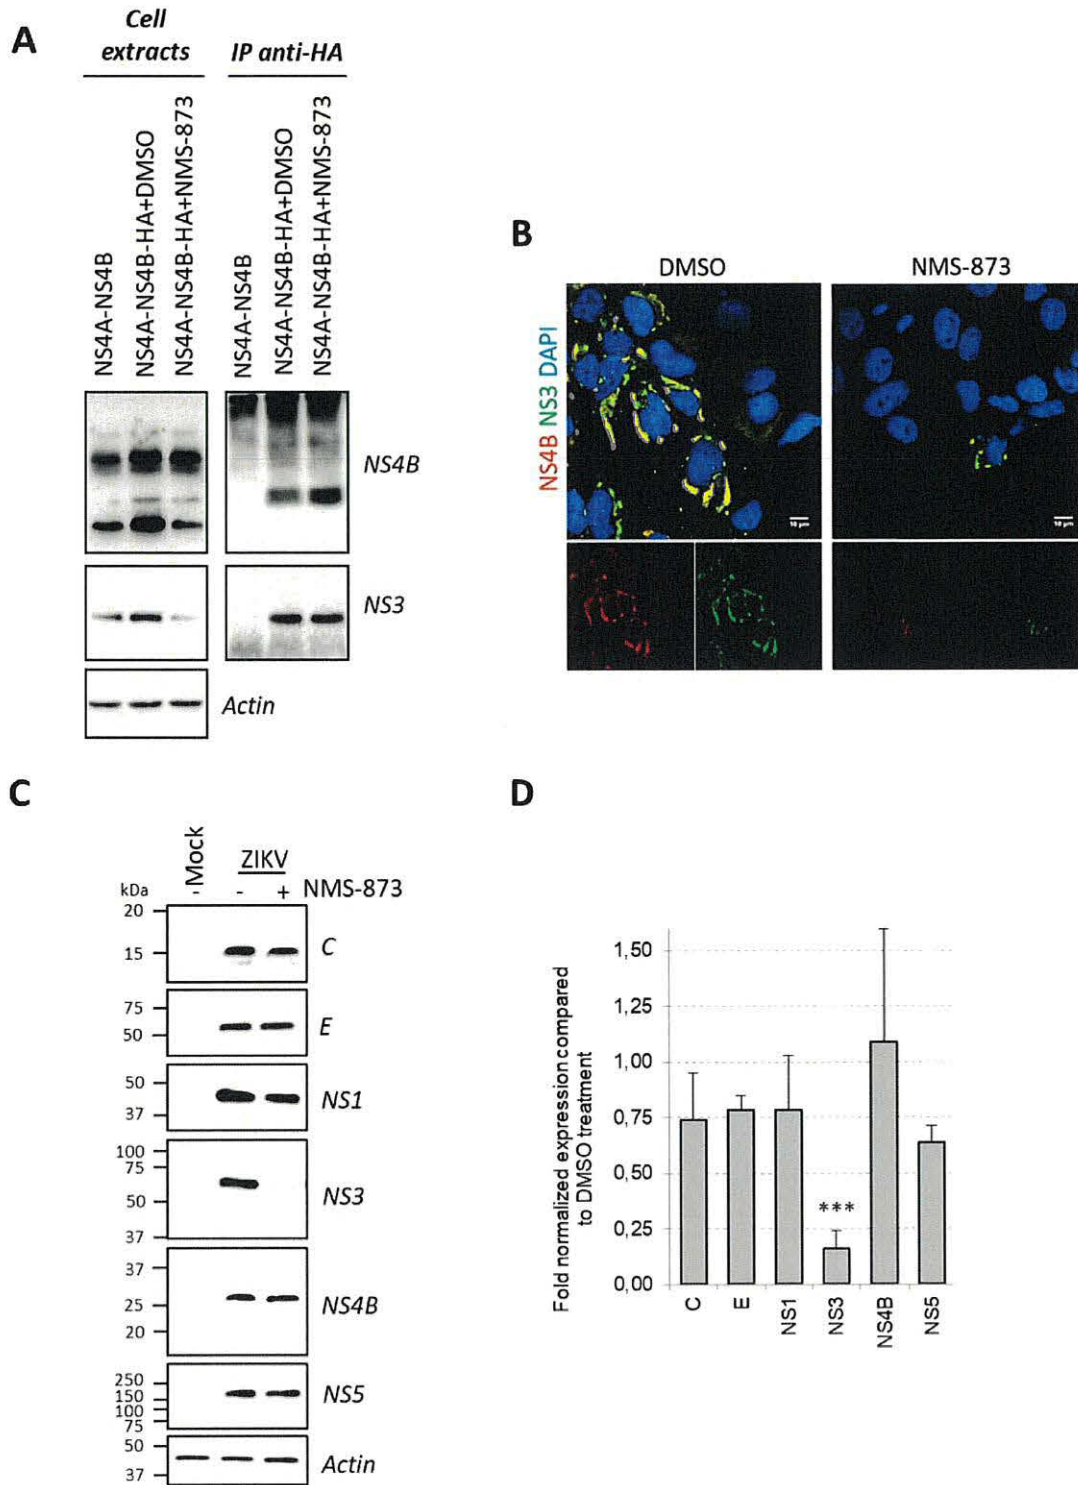 A
Cell
extracts
IP anti-HA
NS4A-NS4B
NS4A-NS4B-HA+DMSO
NS4A-NS4B-HA+NMS-873
NS4A-NS4B
NS4A-NS4B-HA+DMSO
NS4A-NS4B-HA+NMS-873
NS4B
NS3
Actin
B
DMSO
NMS-873
NS4B NS3 DAPI
10 µm
10 µm
C
Mock
ZIKV
kDa
- - + NMS-873
20
15
C
75
50
E
50
37
NS1
100
75
50
37
NS3
37
25
20
NS4B
250
150
100
75
NS5
50
37
Actin
D
Fold normalized expression compared
to DMSO treatment
1,50
1,25
1,00
0,75
0,50
0,25
0,00
***
C
E
NS1
NS3
NS4B
NS5